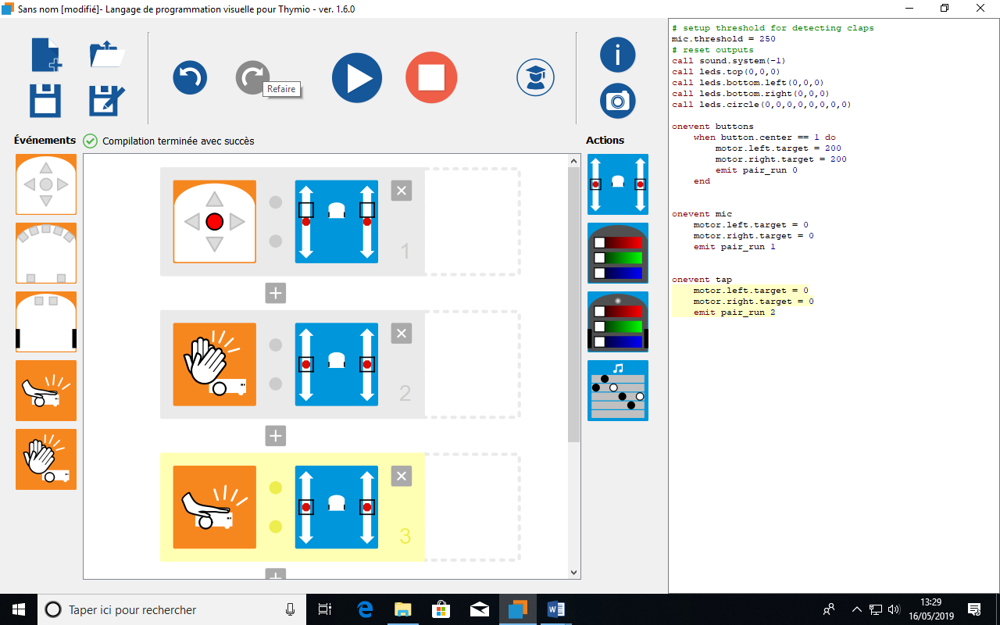 Sans nom [modifié]- Langage de programmation visuelle pour Thymio - ver. 1.6.0
Refaire
Événements
Compilation terminée avec succès
Actions
1
2
3
# setup threshold for detecting claps
mic.threshold = 250
# reset outputs
call sound.system(-1)
call leds.top(0,0,0)
call leds.bottom.left(0,0,0)
call leds.bottom.right(0,0,0)
call leds.circle(0,0,0,0,0,0,0,0)
onevent buttons
when button.center == 1 do
motor.left.target = 200
motor.right.target = 200
emit pair_run 0
end
onevent mic
motor.left.target = 0
motor.right.target = 0
emit pair_run 1
onevent tap
motor.left.target = 0
motor.right.target = 0
emit pair_run 2
Taper ici pour rechercher
13:29
16/05/2019